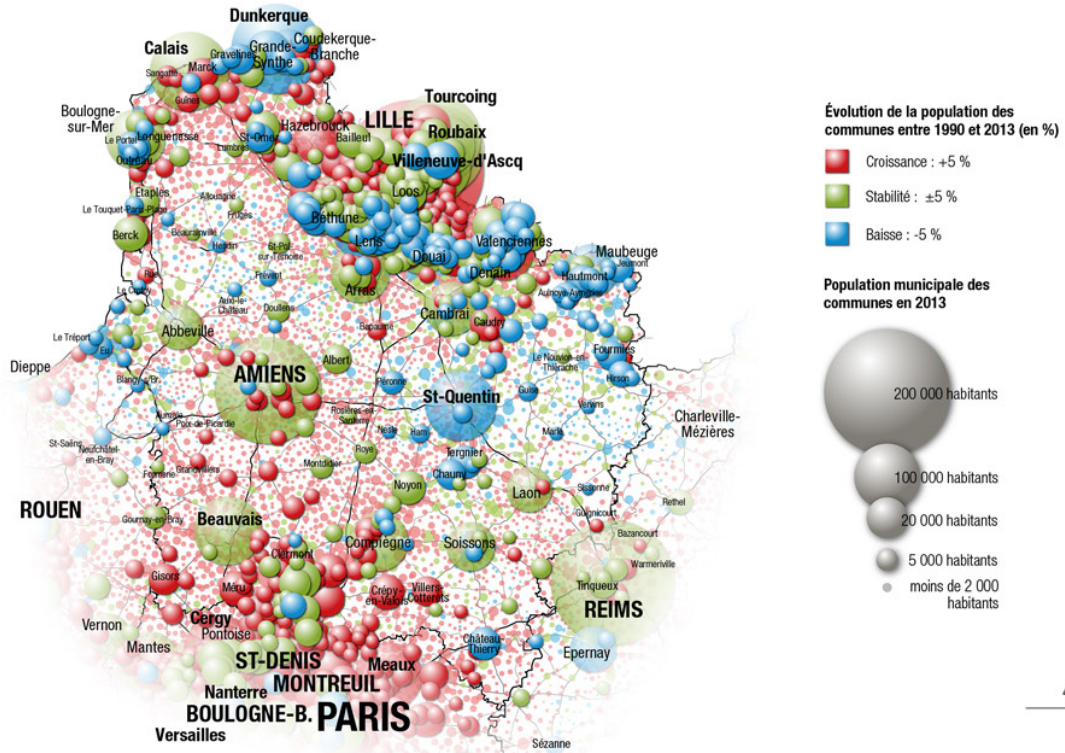 Dunkerque
Coudekerque-
Branche
Calais
Gravelines
Grande-
Synthe
Marck
Sangatte
Guînes
Tourcoing
Boulogne-
sur-Mer
Hazebrouck
LILLE
Roubaix
Bailleul
Le Portel
Longuenesse
St-Omer
Lumbres
Outreau
Villeneuve-d'Ascq
Loos
Etaples
Allouagne
Le Touquet-Paris-Plage
Fruges
Béthune
Beaurainville
Lens
Valenciennes
Berck
Hesdin
St-Pol-
sur-Ternoise
Douai
Maubeuge
Jeumont
Denain
Hautmont
Rue
Frévent
Arras
Aulnoye-Aymeries
Le Crotoy
Auxi-le-
Château
Doullens
Cambrai
Caudry
Abbeville
Bapaume
Le Tréport
Eu
Fourmies
Dieppe
Albert
Le Nouvion-en-
Thiérache
Blangy-s/Br.
AMIENS
Péronne
Hirson
Guise
St-Quentin
Vervins
Aumale
Rosières-en-
Santerre
Charleville-
Mézières
Poix-de-Picardie
Nesle
Ham
Marle
St-Saëns
Neufchâtel-
en-Bray
Roye
Tergnier
Formerie
Grandvilliers
Montdidier
Chauny
Sissonne
Noyon
Laon
Rethel
ROUEN
Guignicourt
Gournay-en-Bray
Beauvais
Bazancourt
Compiègne
Soissons
Clermont
Warmeriville
Gisors
Méru
Tinqueux
Crépy-
en-Valois
Villers-
Cotterêts
REIMS
Cergy
Pontoise
Vernon
Mantes
Château-
Thierry
Epernay
ST-DENIS
Meaux
MONTREUIL
Nanterre
BOULOGNE-B.
PARIS
Versailles
Sézanne
Évolution de la population des
communes entre 1990 et 2013 (en %)
Croissance : +5 %
Stabilité : ±5 %
Baisse : -5 %
Population municipale des
communes en 2013
200 000 habitants
100 000 habitants
20 000 habitants
5 000 habitants
moins de 2 000
habitants